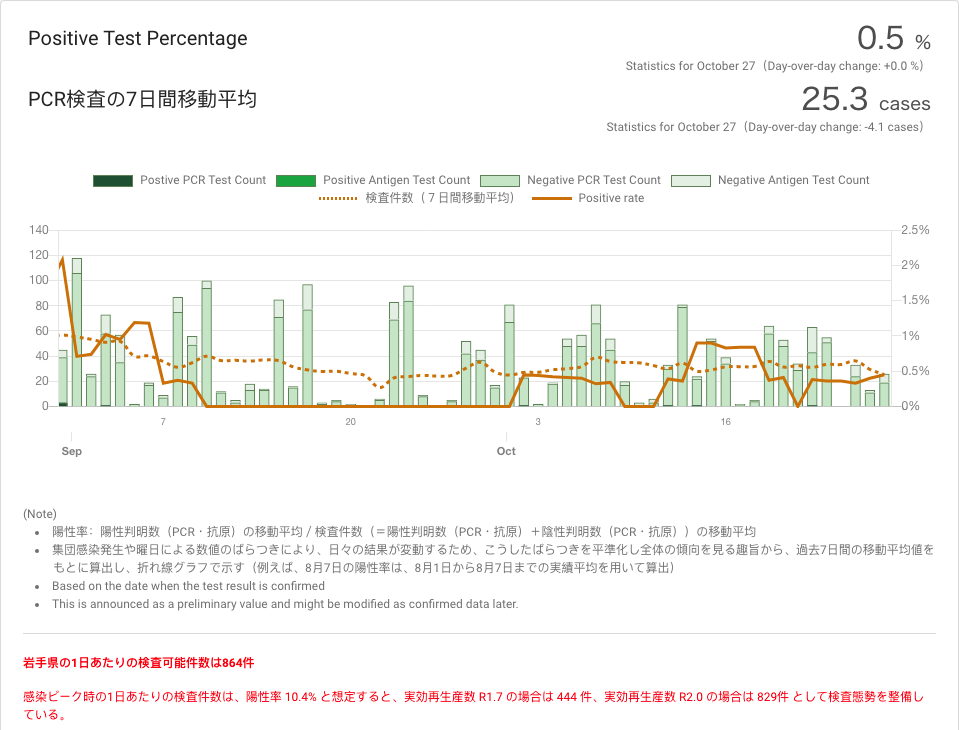 Positive Test Percentage
0.5 %
Statistics for October 27（Day-over-day change: +0.0 %）
PCR検査の7日間移動平均
25.3 cases
Statistics for October 27（Day-over-day change: -4.1 cases）
Postive PCR Test Count Positive Antigen Test Count Negative PCR Test Count Negative Antigen Test Count
検査件数（７日間移動平均） Positive rate
140 2.5%
120 2%
100 1.5%
80 1%
60 0.5%
40 0%
20
0
7 20 3 16
Sep Oct
(Note)
• 陽性率：陽性判明数（PCR・抗原）の移動平均 / 検査件数（＝陽性判明数（PCR・抗原）＋陰性判明数（PCR・抗原））の移動平均
• 集団感染発生や曜日による数値のばらつきにより、日々の結果が変動するため、こうしたばらつきを平準化し全体の傾向を見る趣旨から、過去7日間の移動平均値を
もとに算出し、折れ線グラフで示す（例えば、8月7日の陽性率は、8月1日から8月7日までの実績平均を用いて算出）
• Based on the date when the test result is confirmed
• This is announced as a preliminary value and might be modified as confirmed data later.
岩手県の1日あたりの検査可能件数は864件
感染ピーク時の1日あたりの検査件数は、陽性率 10.4% と想定すると、実効再生産数 R1.7 の場合は 444 件、実効再生産数 R2.0 の場合は 829件 として検査態勢を整備し
ている。